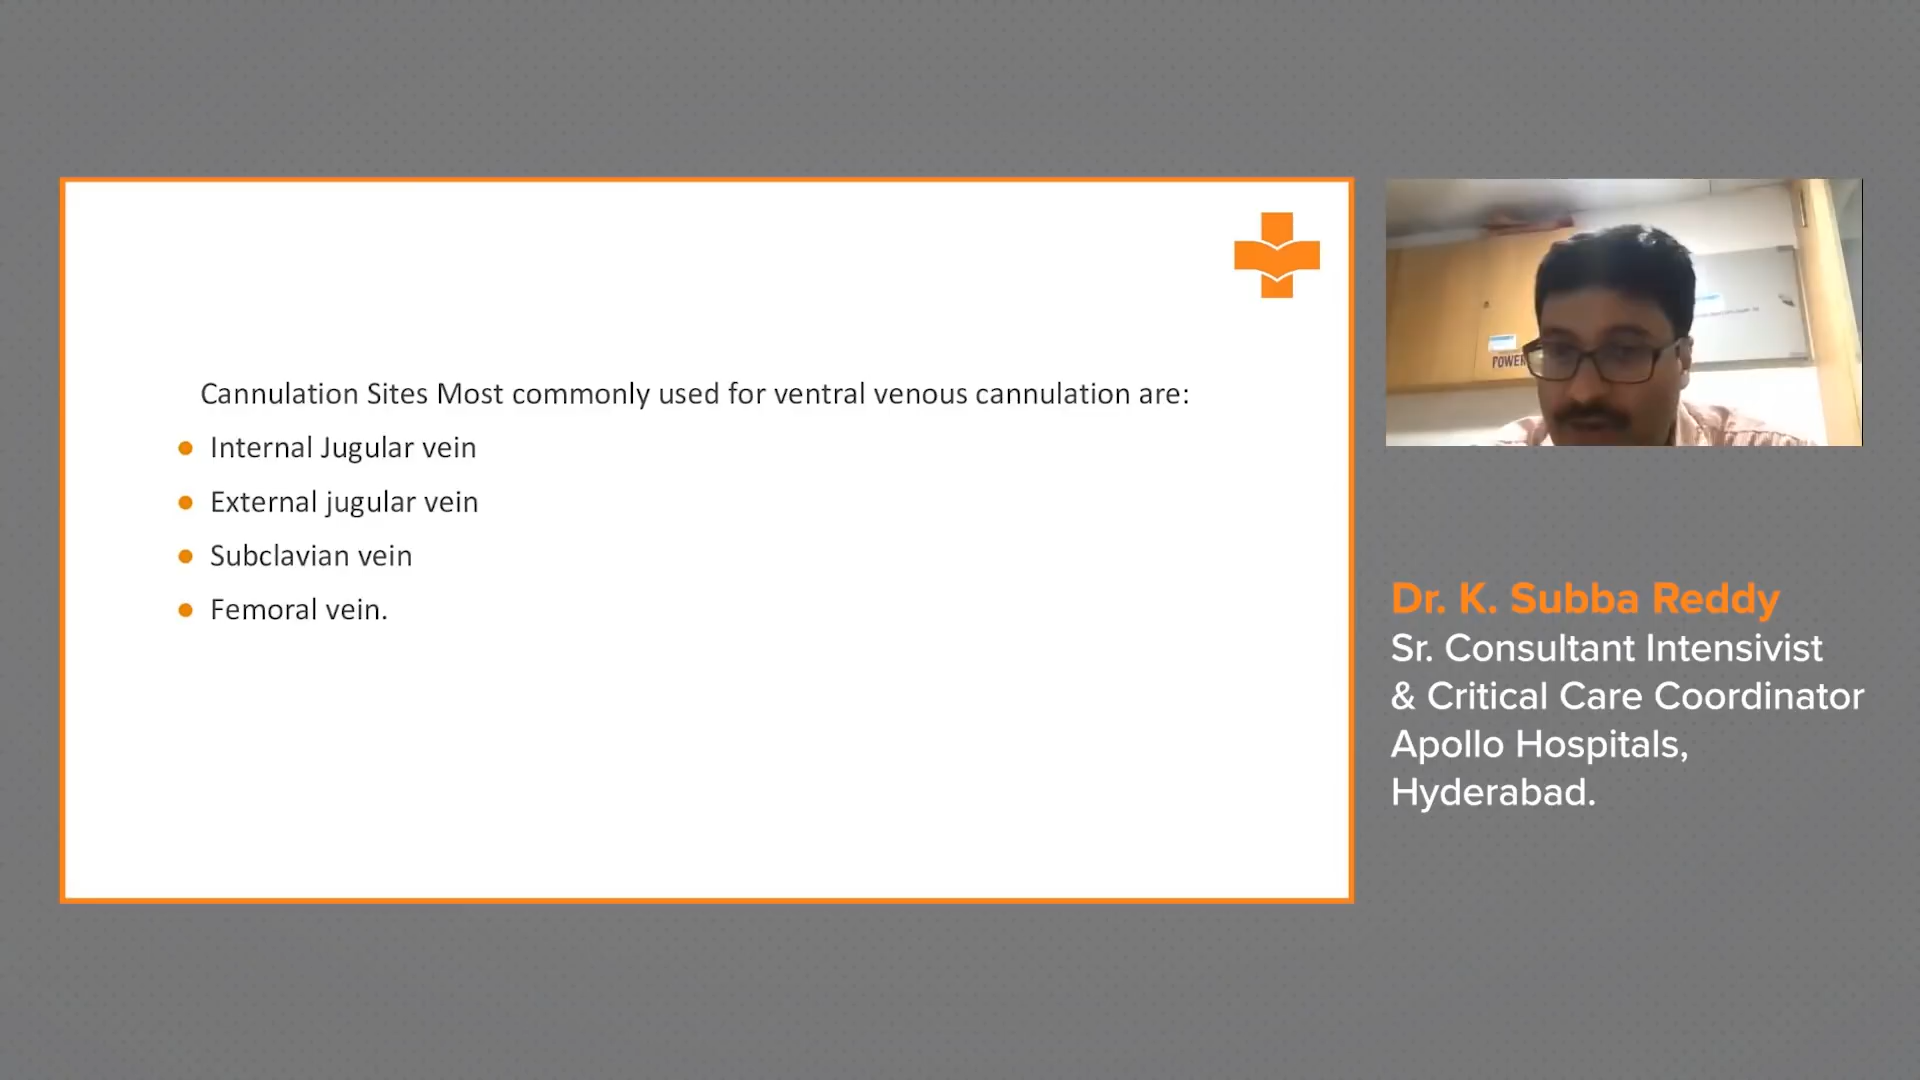 Cannulation Sites Most commonly used for ventral venous cannulation are:
Internal Jugular vein
External jugular vein
Subclavian vein
Femoral vein.
POWER
Dr. K. Subba Reddy
Sr. Consultant Intensivist
& Critical Care Coordinator
Apollo Hospitals,
Hyderabad.